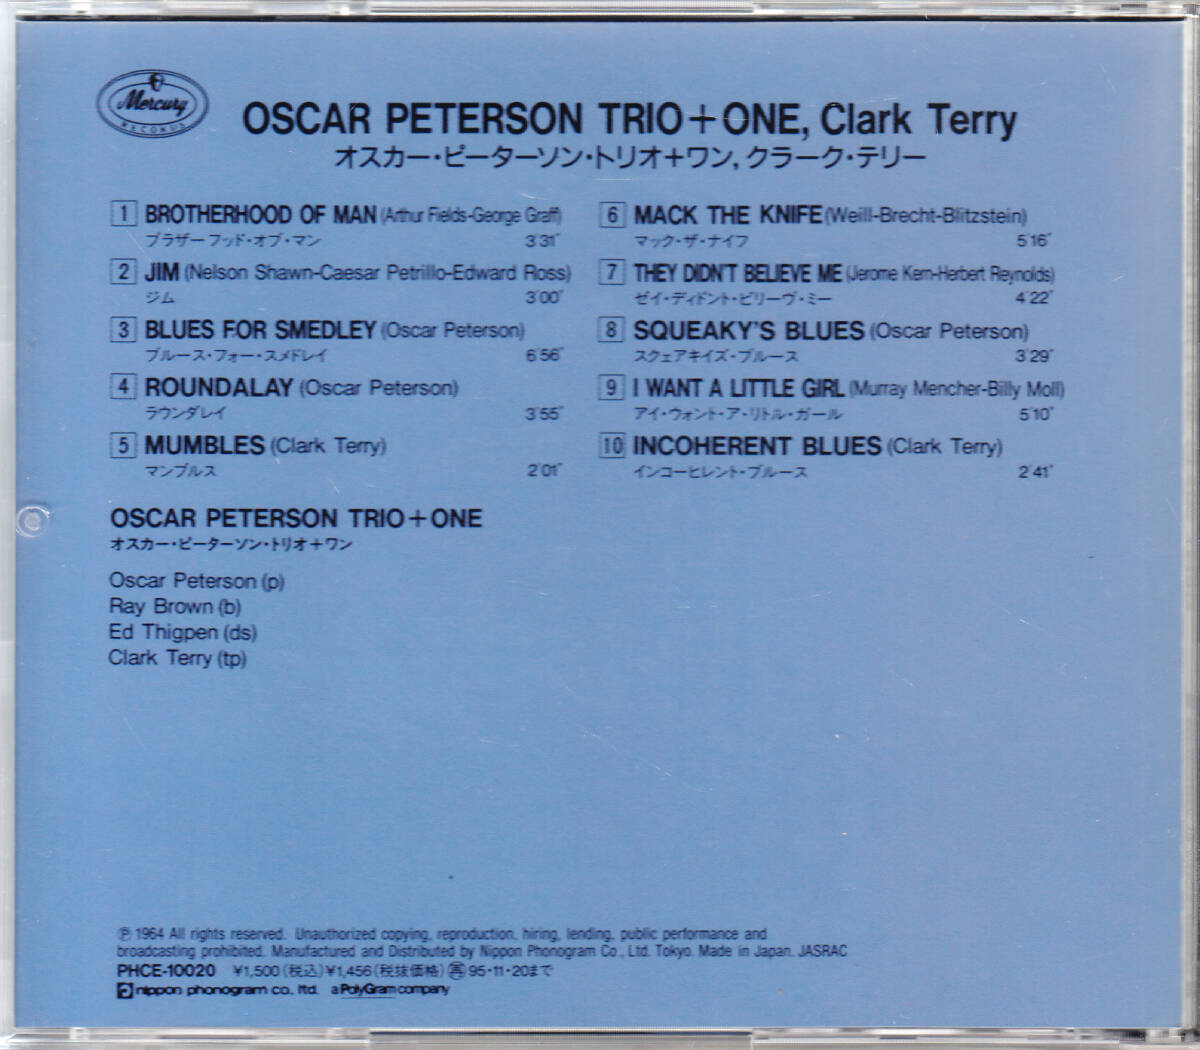 Mercury
RECORDS
OSCAR PETERSON TRIO+ONE, Clark Terry
オスカー・ピーターソン・トリオ+ワン, クラーク・テリー
1 BROTHERHOOD OF MAN (Arthur Fields-George Graff)
ブラザーフッド・オブ・マン 3'31"
2 JIM (Nelson Shawn-Caesar Petrillo-Edward Ross)
ジム 3'00"
3 BLUES FOR SMEDLEY (Oscar Peterson)
ブルース・フォー・スメドレイ 6'56"
4 ROUNDALAY (Oscar Peterson)
ラウンダレイ 3'55"
5 MUMBLES (Clark Terry)
マンブルス 2'01"
6 MACK THE KNIFE (Weill-Brecht-Blitzstein)
マック・ザ・ナイフ 5'16"
7 THEY DIDN'T BELIEVE ME (Jerome Kern-Herbert Reynolds)
ゼイ・ディドント・ビリーヴ・ミー 4'22"
8 SQUEAKY'S BLUES (Oscar Peterson)
スクェアキイズ・ブルース 3'29"
9 I WANT A LITTLE GIRL (Murray Mencher-Billy Moll)
アイ・ウォント・ア・リトル・ガール 5'10"
10 INCOHERENT BLUES (Clark Terry)
インコーヒレント・ブルース 2'41"
OSCAR PETERSON TRIO+ONE
オスカー・ピーターソン・トリオ+ワン
Oscar Peterson (p)
Ray Brown (b)
Ed Thigpen (ds)
Clark Terry (tp)
Ⓟ 1964 All rights reserved. Unauthorized copying, reproduction, hiring, lending, public performance and
broadcasting prohibited. Manufactured and Distributed by Nippon Phonogram Co., Ltd. Tokyo. Made in Japan. JASRAC
PHCE-10020 ¥1,500(税込)¥1,456(税抜価格) 再 95・11・20まで
nippon phonogram co., ltd. a PolyGram company